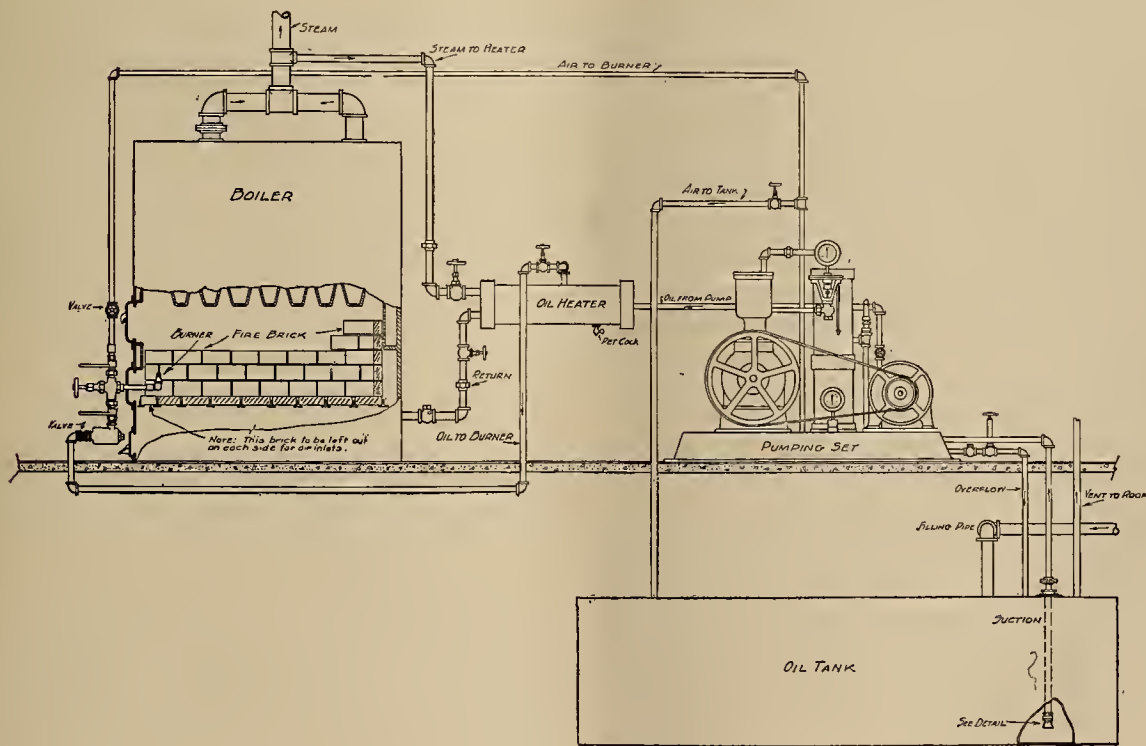 STEAM
STEAM TO HEATER
AIR TO BURNER
BOILER
AIR TO TANK
VALVE
BURNER
FIRE BRICK
OIL HEATER
OIL FROM PUMP
PET COCK
RETURN
VALVE
NOTE: This brick to be left out
on each side for air inlets.
OIL TO BURNER
PUMPING SET
OVERFLOW
VENT TO ROOF
FILLING PIPE
SUCTION
OIL TANK
SEE DETAIL